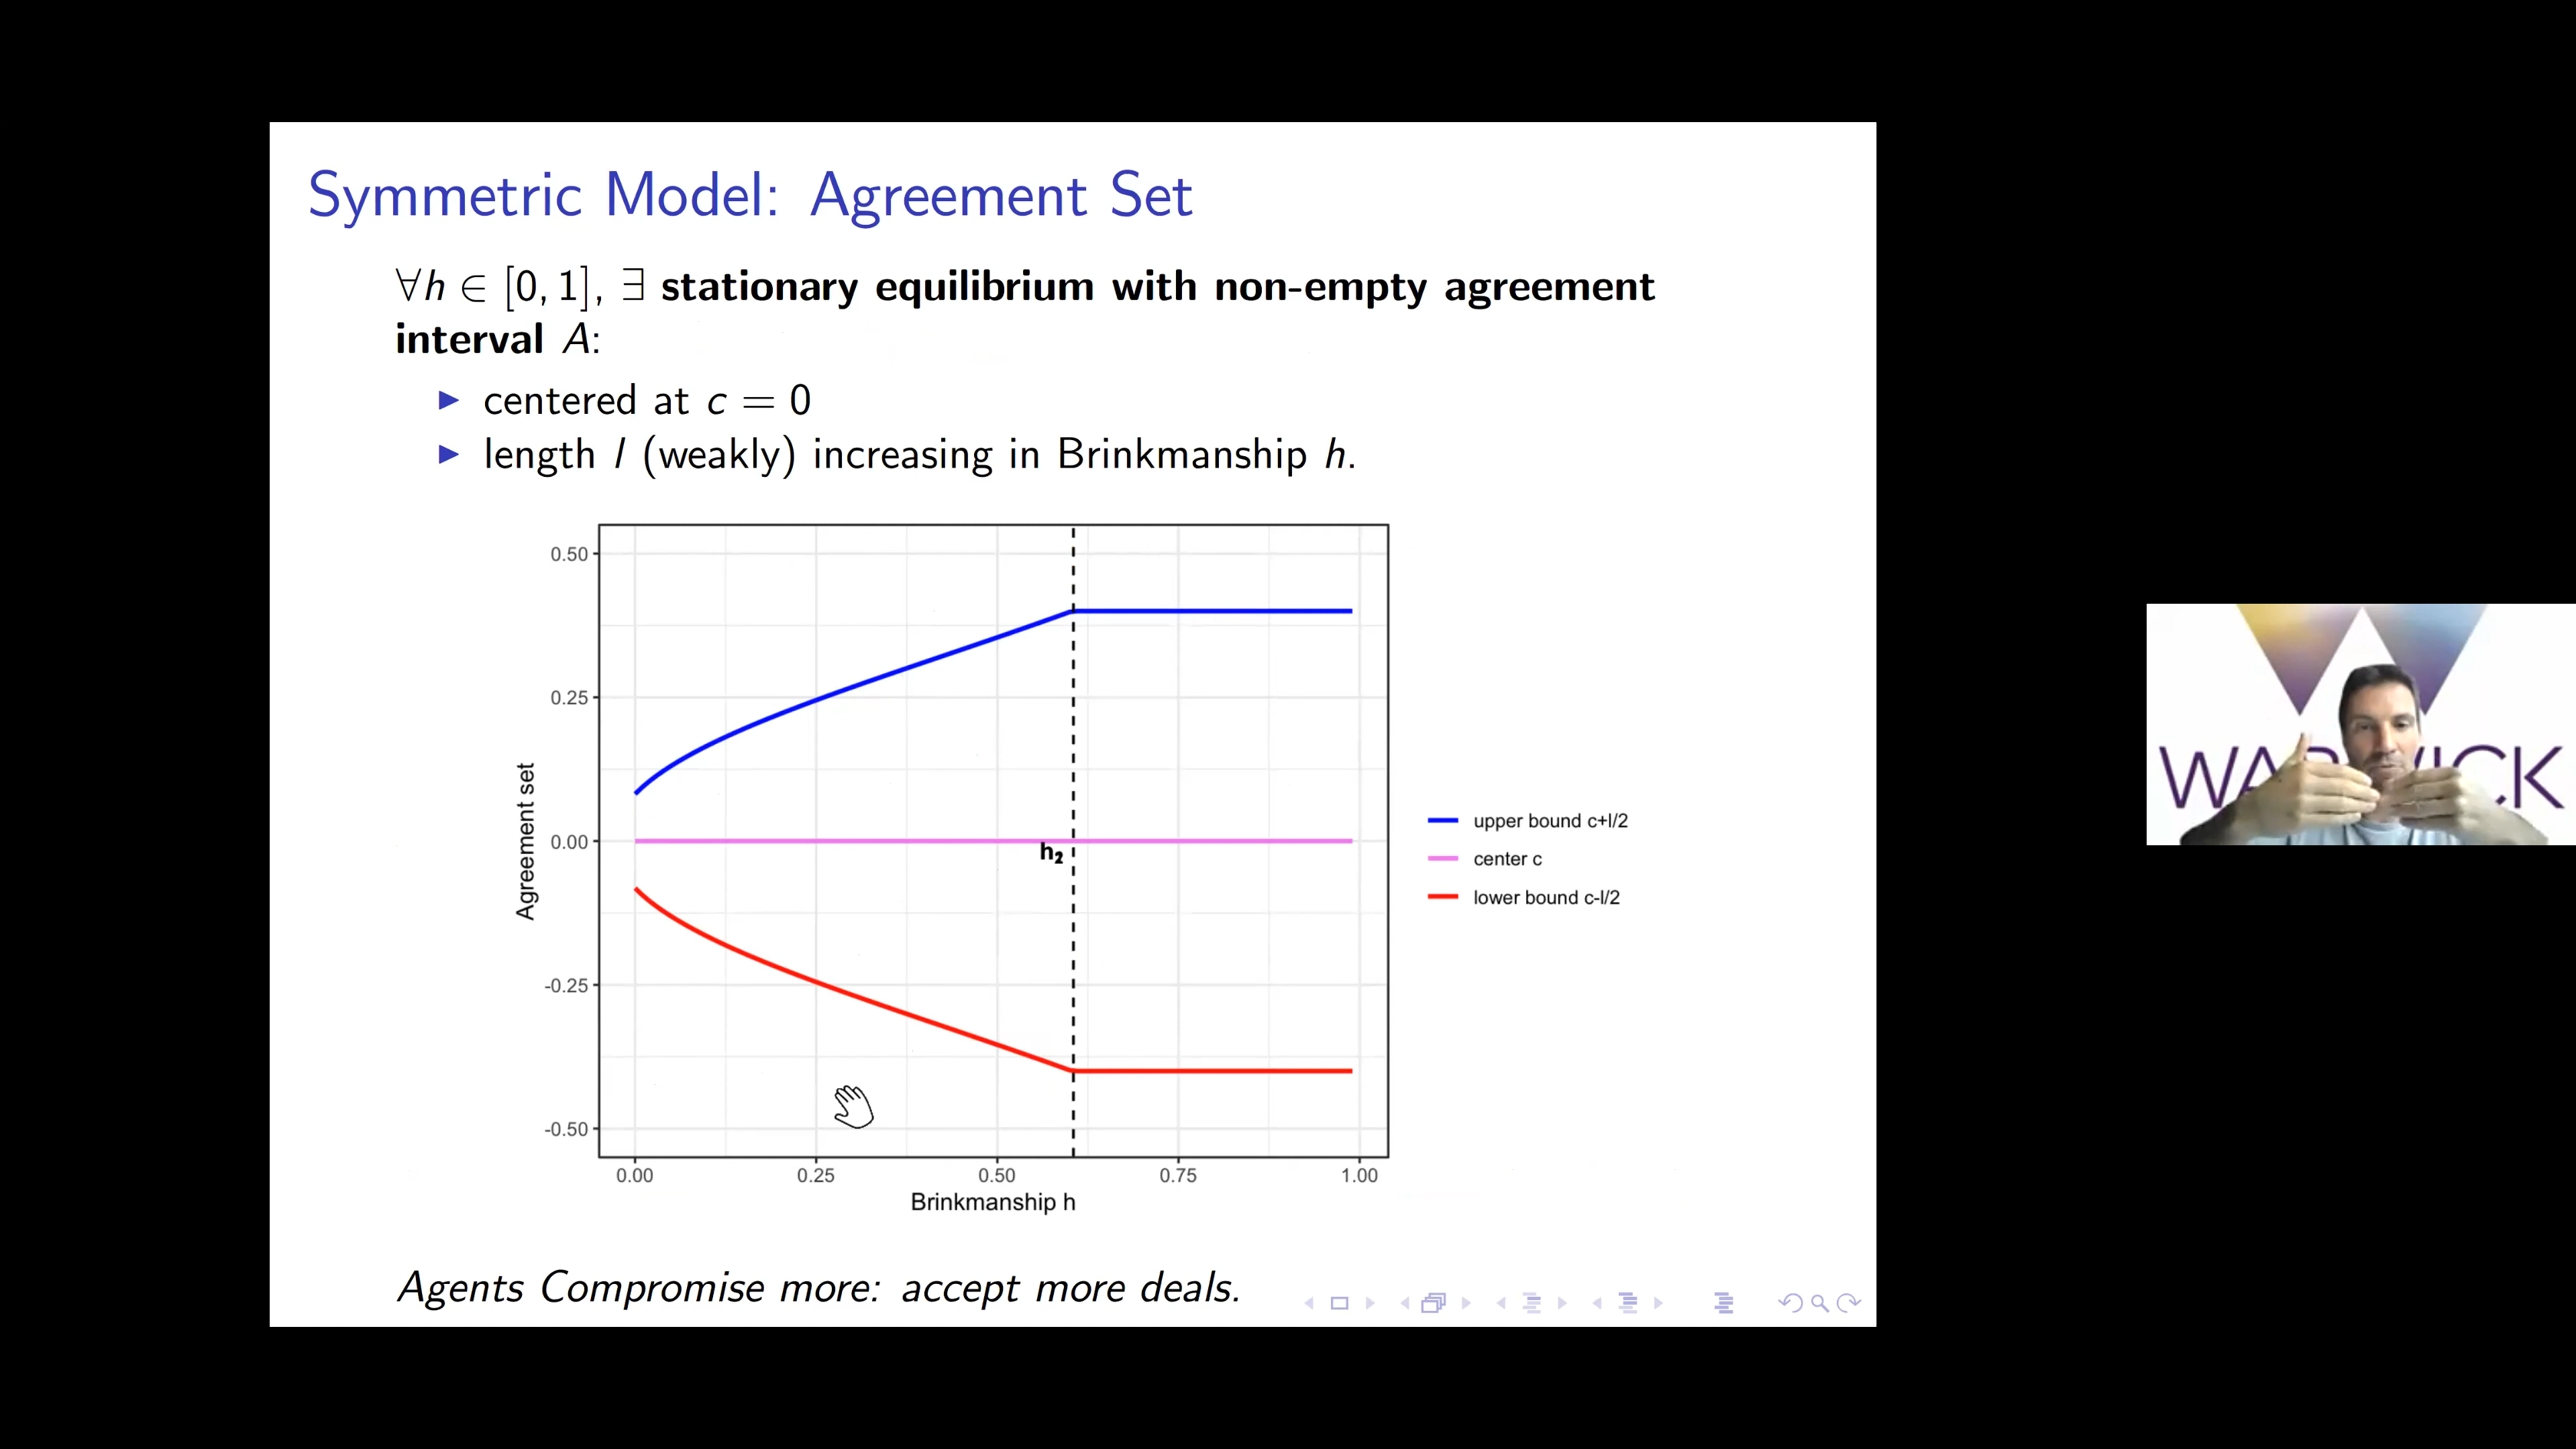 Symmetric Model: Agreement Set
∀h ∈ [0, 1], ∃ stationary equilibrium with non-empty agreement
interval A:
centered at c = 0
length l (weakly) increasing in Brinkmanship h.
0.50
0.25
0.00
-0.25
-0.50
Agreement set
h₂
0.00 0.25 0.50 0.75 1.00
Brinkmanship h
upper bound c+l/2
center c
lower bound c-l/2
Agents Compromise more: accept more deals.
WARWICK